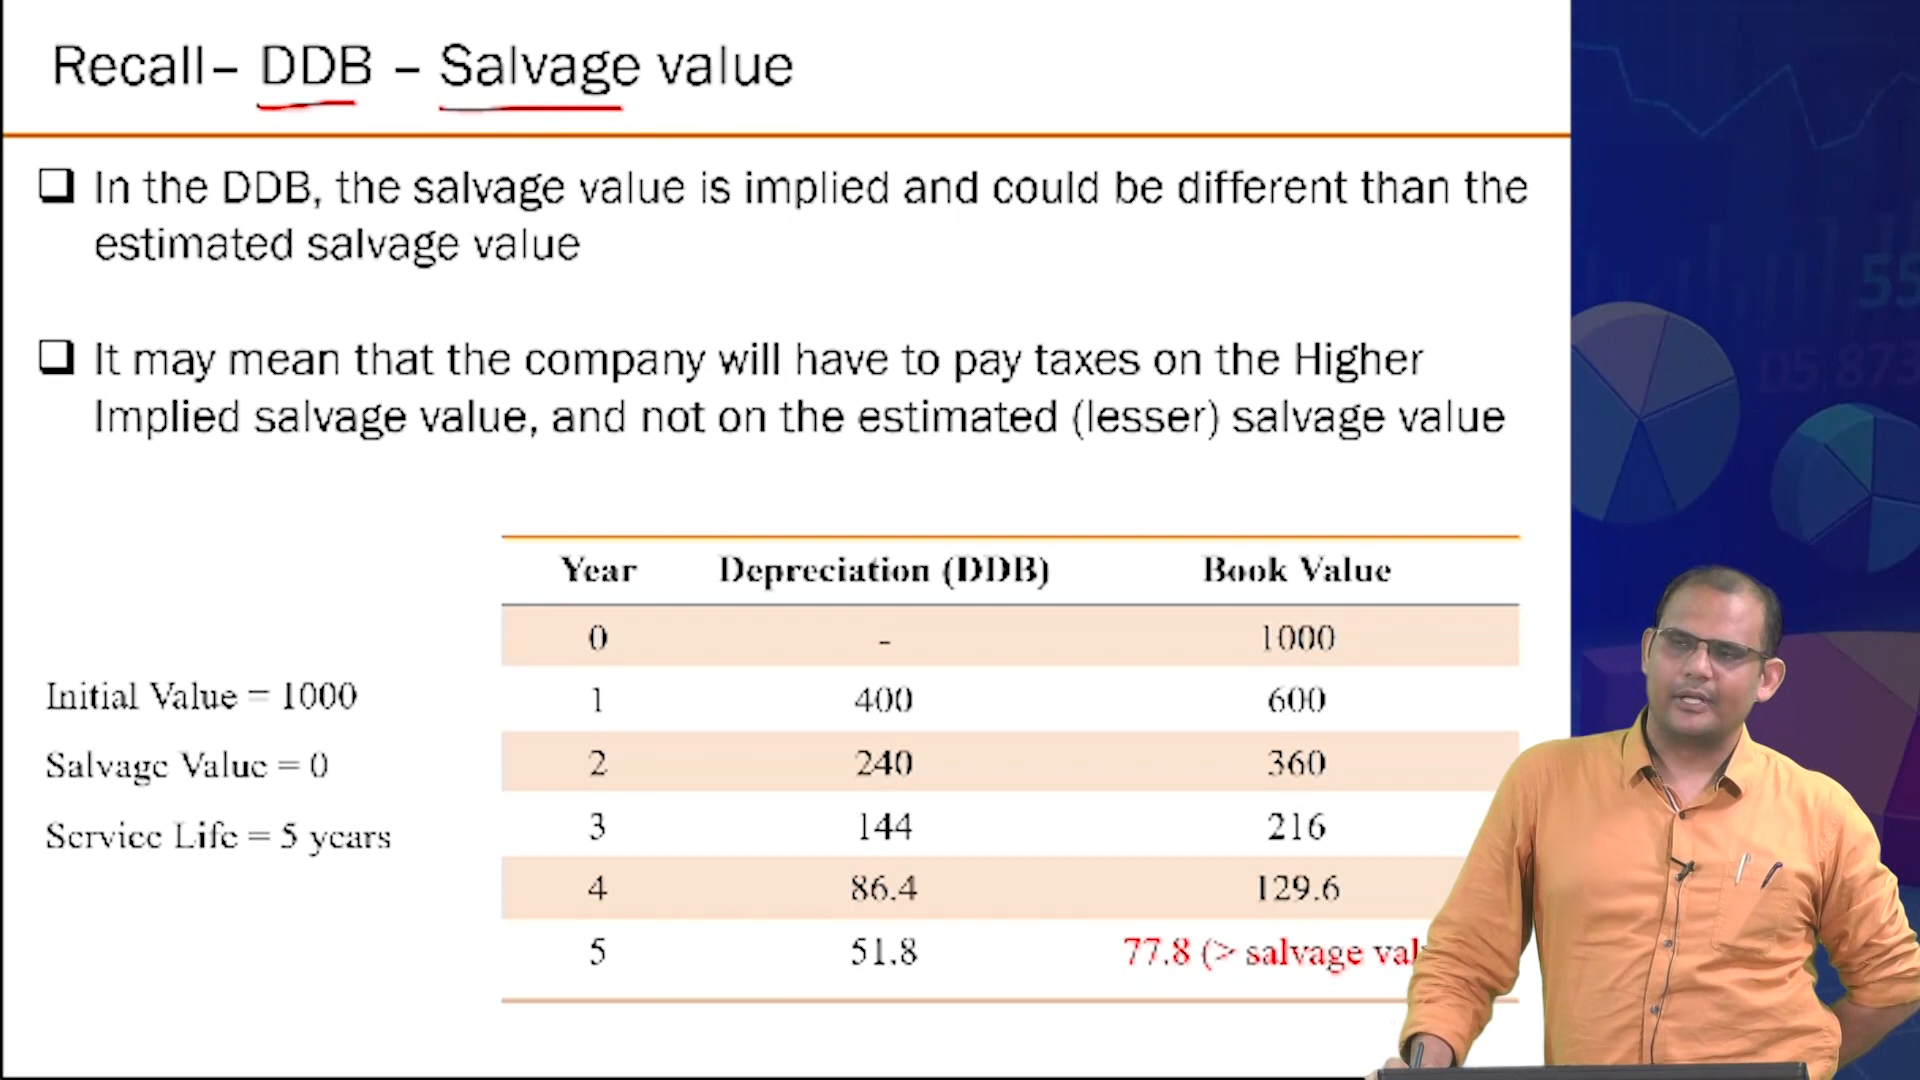 Recall– DDB – Salvage value
❑ In the DDB, the salvage value is implied and could be different than the
estimated salvage value
❑ It may mean that the company will have to pay taxes on the Higher
Implied salvage value, and not on the estimated (lesser) salvage value
Year Depreciation (DDB) Book Value
0 - 1000
Initial Value = 1000
1 400 600
Salvage Value = 0
2 240 360
Service Life = 5 years
3 144 216
4 86.4 129.6
5 51.8 77.8 (> salvage
55
05,873